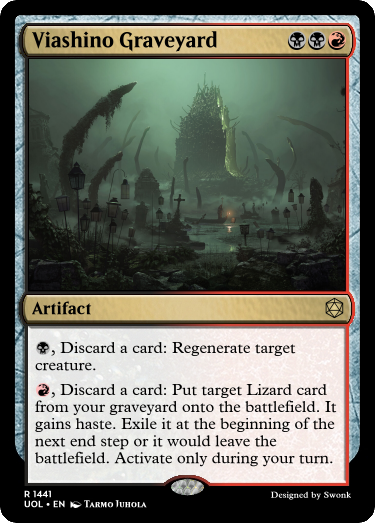 Viashino Graveyard
Artifact
, Discard a card: Regenerate target
creature.
, Discard a card: Put target Lizard card
from your graveyard onto the battlefield. It
gains haste. Exile it at the beginning of the
next end step or it would leave the
battlefield. Activate only during your turn.
R 1441
UOL • EN Tarmo Juhola
Designed by Swonk